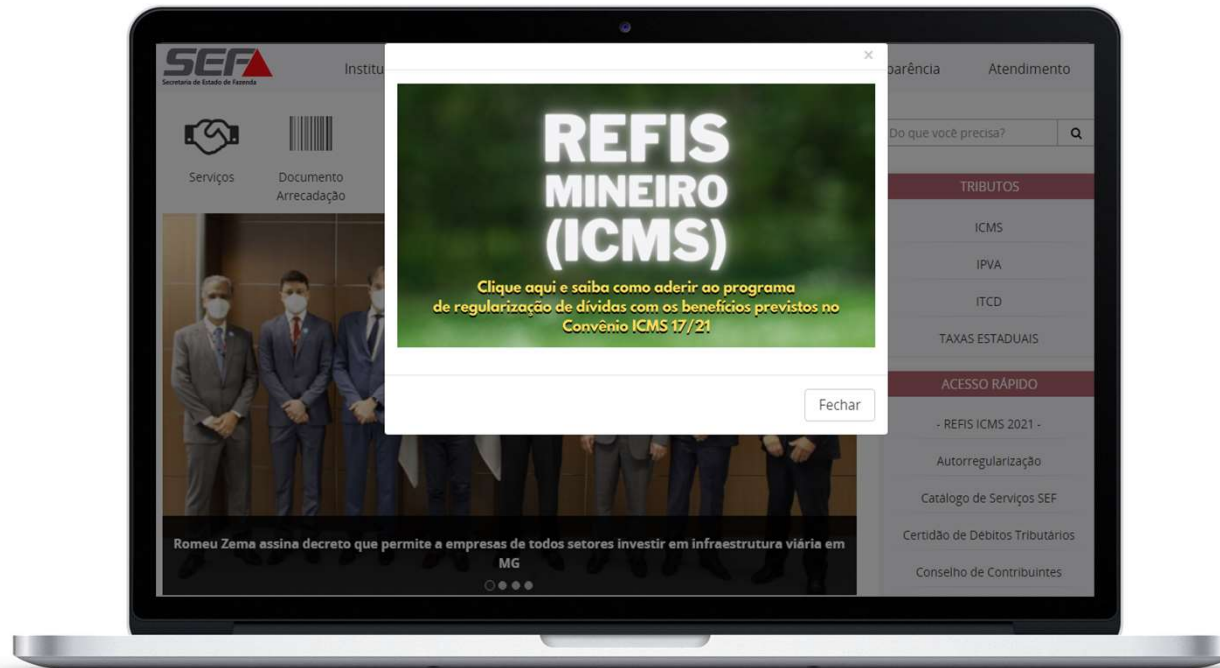 SEF
Secretaria de Estado de Fazenda
Institu
parência
Atendimento
×
Serviços
Documento
Arrecadação
REFIS
MINEIRO
(ICMS)
Clique aqui e saiba como aderir ao programa
de regularização de dívidas com os benefícios previstos no
Convênio ICMS 17/21
Fechar
Romeu Zema assina decreto que permite a empresas de todos setores investir em infraestrutura viária em
MG
Do que você precisa?
TRIBUTOS
ICMS
IPVA
ITCD
TAXAS ESTADUAIS
ACESSO RÁPIDO
- REFIS ICMS 2021 -
Autorregularização
Catálogo de Serviços SEF
Certidão de Débitos Tributários
Conselho de Contribuintes